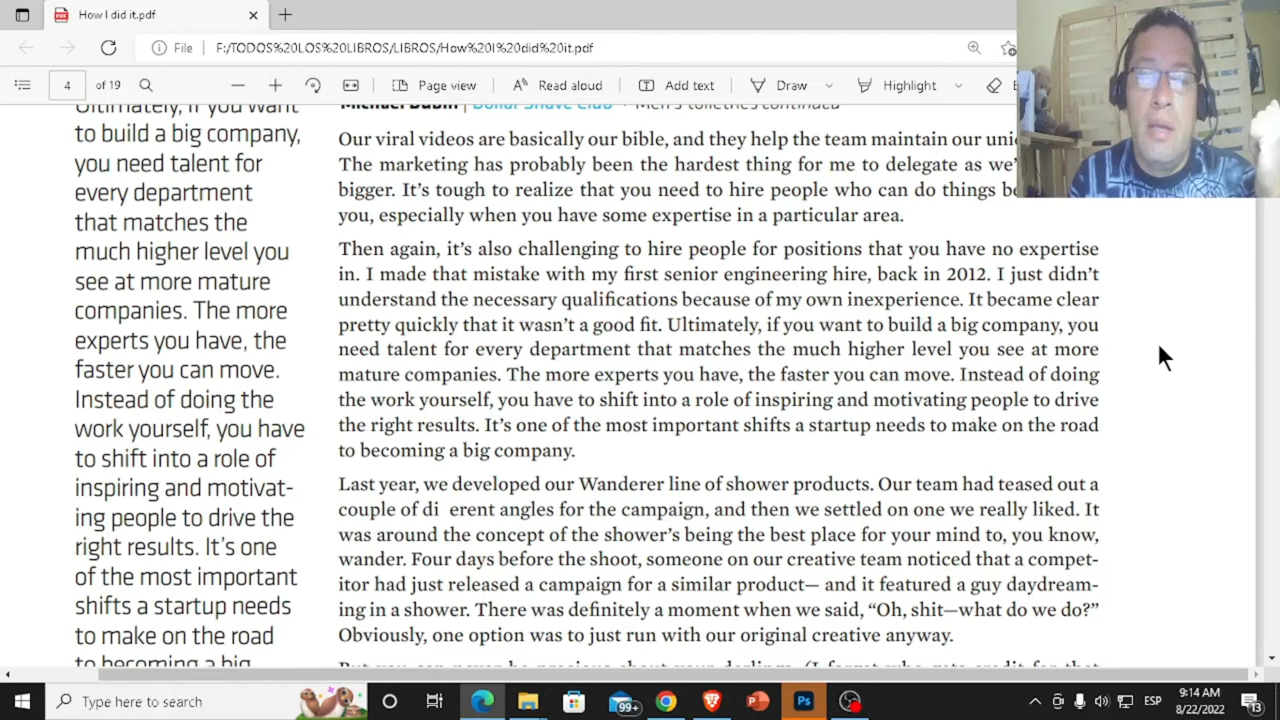 How I did it.pdf
File
F:/TODOS%20LOS%20LIBROS/LIBROS/How%20I%20did%20it.pdf
4
of 19
Page view
Read aloud
Add text
Draw
Highlight
Ultimately, if you want
to build a big company,
you need talent for
every department
that matches the
much higher level you
see at more mature
companies. The more
experts you have, the
faster you can move.
Instead of doing the
work yourself, you have
to shift into a role of
inspiring and motivat-
ing people to drive the
right results. It's one
of the most important
shifts a startup needs
to make on the road
to becoming a big
Michael Dubin | Dollar Shave Club • Men's toiletries continued
Our viral videos are basically our bible, and they help the team maintain our
The marketing has probably been the hardest thing for me to delegate as
bigger. It's tough to realize that you need to hire people who can do things
you, especially when you have some expertise in a particular area.
Then again, it's also challenging to hire people for positions that you have no expertise
in. I made that mistake with my first senior engineering hire, back in 2012. I just didn't
understand the necessary qualifications because of my own inexperience. It became clear
pretty quickly that it wasn't a good fit. Ultimately, if you want to build a big company, you
need talent for every department that matches the much higher level you see at more
mature companies. The more experts you have, the faster you can move. Instead of doing
the work yourself, you have to shift into a role of inspiring and motivating people to drive
the right results. It's one of the most important shifts a startup needs to make on the road
to becoming a big company.
Last year, we developed our Wanderer line of shower products. Our team had teased out a
couple of di erent angles for the campaign, and then we settled on one we really liked. It
was around the concept of the shower's being the best place for your mind to, you know,
wander. Four days before the shoot, someone on our creative team noticed that a compet-
itor had just released a campaign for a similar product— and it featured a guy daydream-
ing in a shower. There was definitely a moment when we said, “Oh, shit—what do we do?”
Obviously, one option was to just run with our original creative anyway.
Type here to search
99+
ESP
9:14 AM
8/22/2022
13